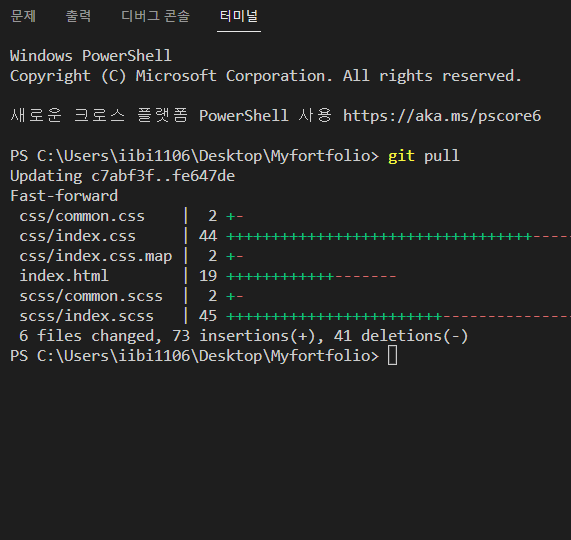 문제 출력 디버그 콘솔 터미널
Windows PowerShell
Copyright (C) Microsoft Corporation. All rights reserved.
새로운 크로스 플랫폼 PowerShell 사용 https://aka.ms/pscore6
PS C:\Users\iibi1106\Desktop\Myfortfolio> git pull
Updating c7abf3f..fe647de
Fast-forward
css/common.css | 2 +-
css/index.css | 44 ++++++++++++++++++++++++++++++++++-----
css/index.css.map | 2 +-
index.html | 19 ++++++++++++-------
scss/common.scss | 2 +-
scss/index.scss | 45 ++++++++++++++++++++++++---------------
6 files changed, 73 insertions(+), 41 deletions(-)
PS C:\Users\iibi1106\Desktop\Myfortfolio>